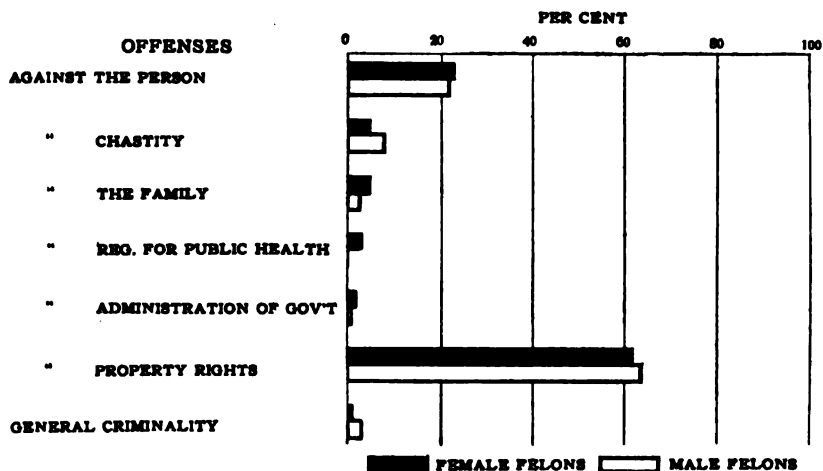 PER CENT
OFFENSES
0 20 40 60 80 100
AGAINST THE PERSON
" CHASTITY
" THE FAMILY
" REG. FOR PUBLIC HEALTH
" ADMINISTRATION OF GOV'T
" PROPERTY RIGHTS
GENERAL CRIMINALITY
FEMALE FELONS MALE FELONS